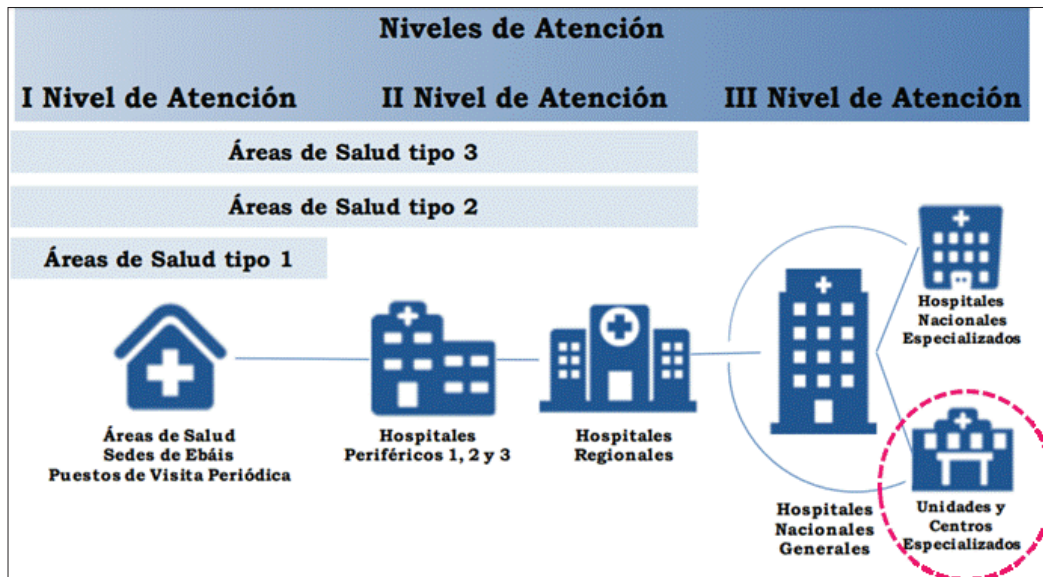 Niveles de Atención
I Nivel de Atención
II Nivel de Atención
III Nivel de Atención
Áreas de Salud tipo 3
Áreas de Salud tipo 2
Áreas de Salud tipo 1
Áreas de Salud
Sedes de Ebáis
Puestos de Visita Periódica
Hospitales
Periféricos 1, 2 y 3
Hospitales
Regionales
Hospitales
Nacionales
Generales
Hospitales
Nacionales
Especializados
Unidades y
Centros
Especializados